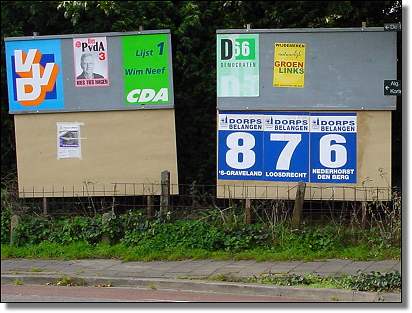 VVD
PvdA
3
Lijst 1
Wim Neef
CDA
D66
DEMOCRATEN
WIJDEMEREN
GROEN
LINKS
DORPS
BELANGEN
8
'S-GRAVELAND
DORPS
BELANGEN
7
LOOSDRECHT
DORPS
BELANGEN
6
NEDERHORST
DEN BERG